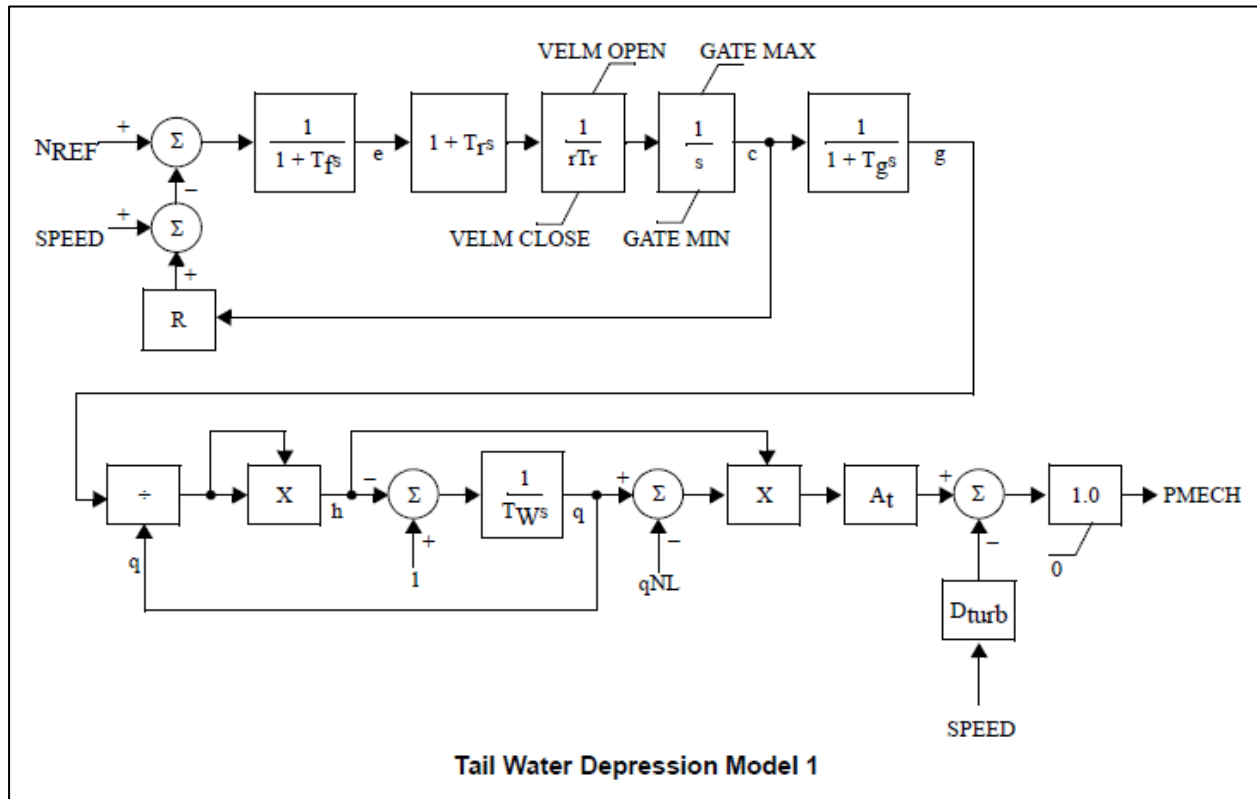 VELM OPEN
GATE MAX
NREF
+
Σ
−
1
1 + Tfs
e
1 + Trs
1
rTr
1
s
c
1
1 + Tgs
g
SPEED
+
Σ
+
VELM CLOSE
GATE MIN
R
÷
q
X
h
−
Σ
+
1
1
TWs
q
+
Σ
−
qNL
X
At
+
Σ
−
1.0
0
PMECH
Dturb
SPEED
Tail Water Depression Model 1